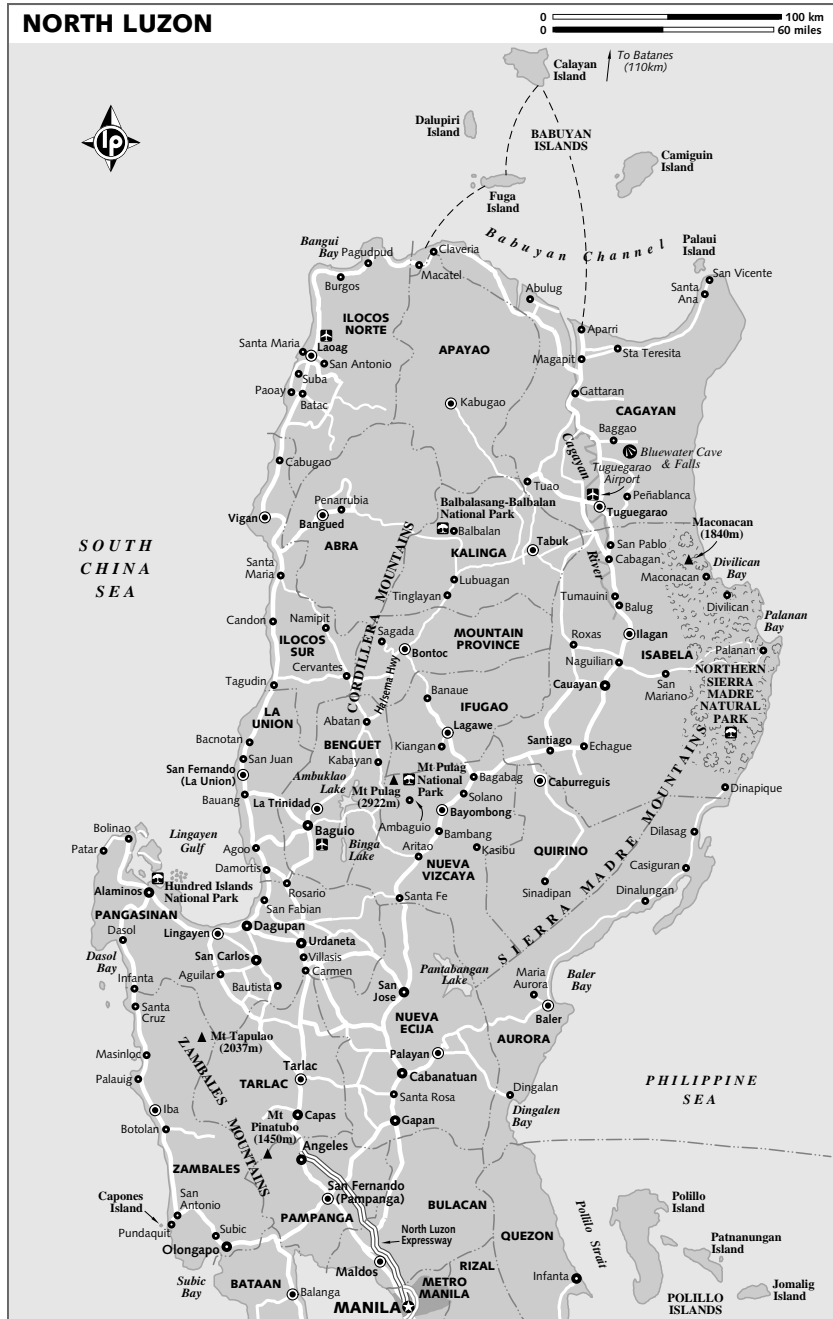 NORTH LUZON
0 100 km
0 60 miles
To Batanes
(110km)
Calayan
Island
Dalupiri
Island
BABUYAN
ISLANDS
Camiguin
Island
lp
Fuga
Island
Babuyan Channel
Palaui
Island
Bangui
Bay
Pagudpud
Claveria
Macatel
Burgos
San Vicente
Santa
Ana
Abulug
ILOCOS
NORTE
Aparri
Santa Maria
Laoag
San Antonio
APAYAO
Magapit
Sta Teresita
Suba
Paoay
Batac
Kabugao
Gattaran
CAGAYAN
Baggao
Bluewater Cave
& Falls
Cagayan
River
Cabugao
Tuguegarao
Airport
Tuao
Peñablanca
Penarrubia
Balbalasang-Balbalan
National Park
Tuguegarao
Vigan
Bangued
Balbalan
Maconacan
(1840m)
SOUTH
CHINA
SEA
ABRA
KALINGA
Tabuk
San Pablo
Cabagan
Divilican
Bay
Santa
Maria
Lubuagan
Maconacan
CORDILLERA MOUNTAINS
Tinglayan
Tumauini
Balug
Divilican
Palanan
Bay
Candon
Namipit
ILOCOS
SUR
Sagada
MOUNTAIN
PROVINCE
Roxas
Ilagan
Bontoc
Halsema Hwy
Cervantes
Naguilian
ISABELA
Palanan
Tagudin
Banaue
Cauayan
San
Mariano
NORTHERN
SIERRA
MADRE
NATURAL
PARK
LA
UNION
IFUGAO
Abatan
Lagawe
Bacnotan
BENGUET
Kiangan
Santiago
Echague
San Juan
Kabayan
San Fernando
(La Union)
Ambuklao
Lake
Mt Pulag
National
Park
Mt Pulag
(2922m)
Bagabag
Caburreguis
Bauang
La Trinidad
Solano
Dinapique
Bayombong
Baguio
Ambaguio
Bambang
Bolinao
Lingayen
Gulf
Binga
Lake
Aritao
Kasibu
QUIRINO
Dilasag
Patar
Agoo
NUEVA
VIZCAYA
SIERRA MADRE MOUNTAINS
Damortis
Casiguran
Hundred Islands
National Park
Alaminos
Rosario
Sinadipan
Dinalungan
San Fabian
Santa Fe
PANGASINAN
Dagupan
Lingayen
Dasol
Urdaneta
Dasol
Bay
San Carlos
Villasis
Aguilar
Carmen
Pantabangan
Lake
Maria
Aurora
Baler
Bay
Infanta
Bautista
San
Jose
Baler
Santa
Cruz
NUEVA
ECIJA
AURORA
Mt Tapulao
(2037m)
Masinloc
Palayan
ZAMBALES MOUNTAINS
Tarlac
TARLAC
Cabanatuan
PHILIPPINE
SEA
Palauig
Santa Rosa
Dingalan
Iba
Mt
Pinatubo
(1450m)
Capas
Gapan
Dingalen
Bay
Botolan
Angeles
ZAMBALES
San Fernando
(Pampanga)
Capones
Island
San
Antonio
BULACAN
Polillo
Island
Pundaquit
Subic
PAMPANGA
North Luzon
Expressway
QUEZON
Pollilo Strait
Patnanungan
Island
Olongapo
Subic
Bay
Maldos
RIZAL
METRO
MANILA
Infanta
BATAAN
Balanga
Jomalig
Island
MANILA
POLILLO
ISLANDS